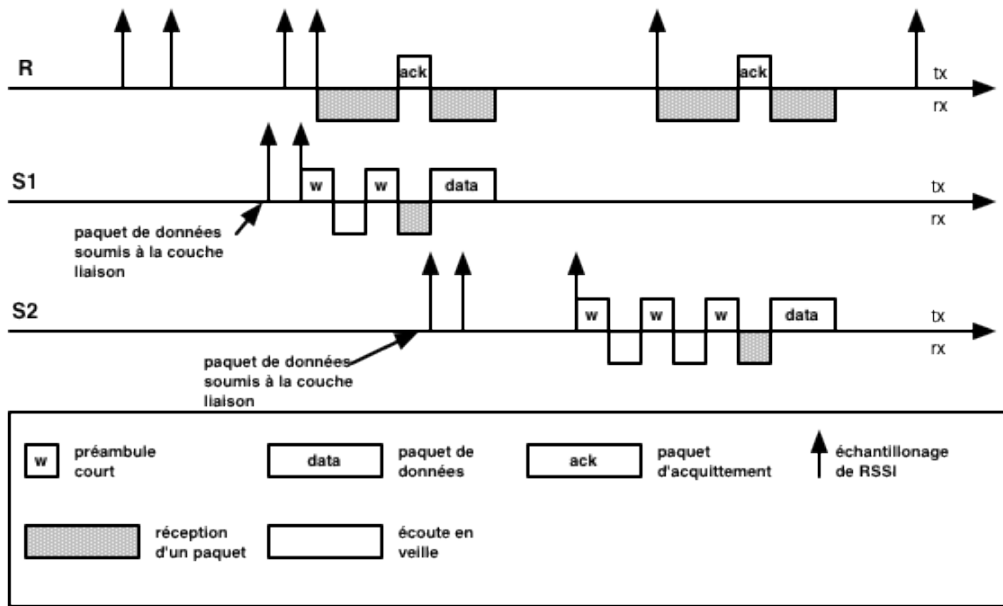 R
ack
ack
tx
rx
S1
w
w
data
tx
rx
paquet de données
soumis à la couche
liaison
S2
w
w
w
data
tx
rx
paquet de données
soumis à la couche
liaison
w
préambule
court
data
paquet de
données
ack
paquet
d'acquittement
échantillonage
de RSSI
réception
d'un paquet
écoute en
veille